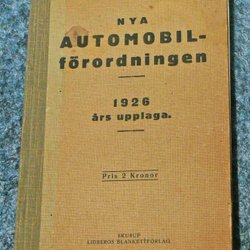 NYA
AUTOMOBIL-
förordningen
1926
års upplaga.
Pris 2 Kronor
SKURUP
LIDBERGS BLANKETTFÖRLAG